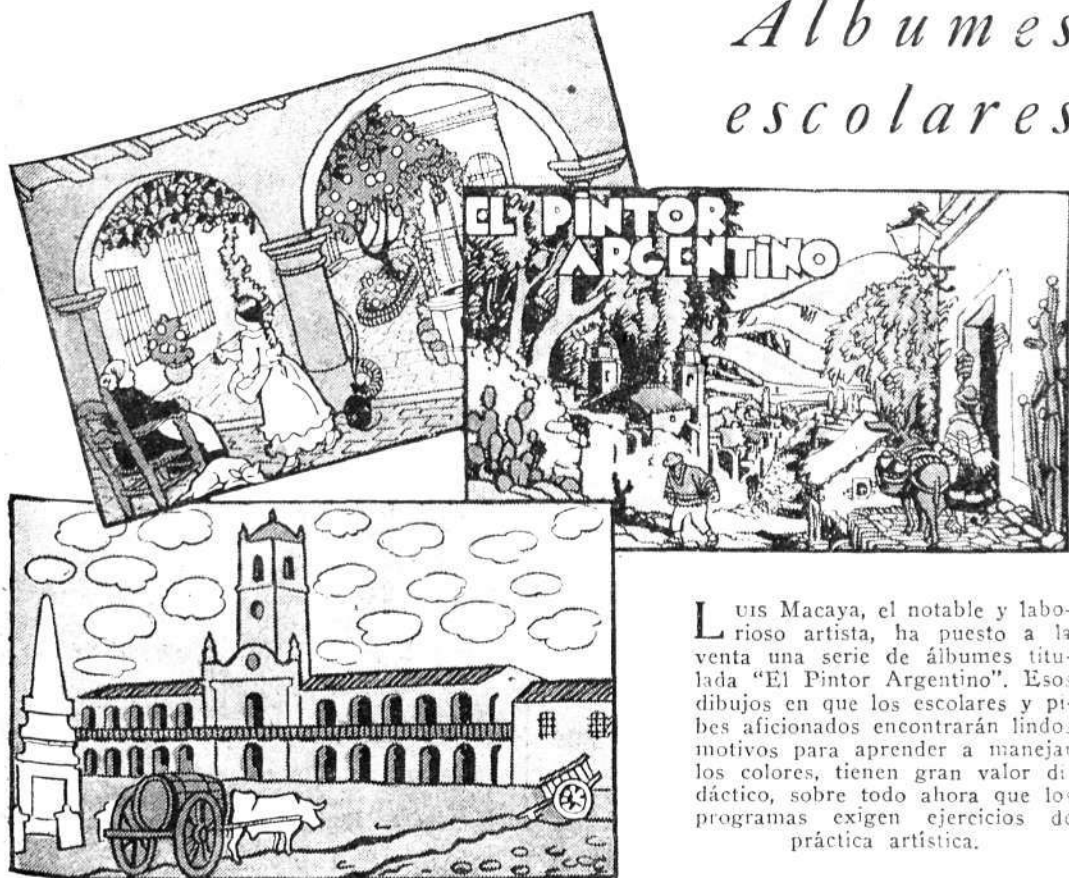 Albumes
escolares
EL PINTOR
ARGENTINO
LUIS Macaya, el notable y labo-
rioso artista, ha puesto a la
venta una serie de álbumes titu-
lada “El Pintor Argentino”. Esos
dibujos en que los escolares y pi-
bes aficionados encontrarán lindos
motivos para aprender a manejar
los colores, tienen gran valor di-
dáctico, sobre todo ahora que los
programas exigen ejercicios de
práctica artística.